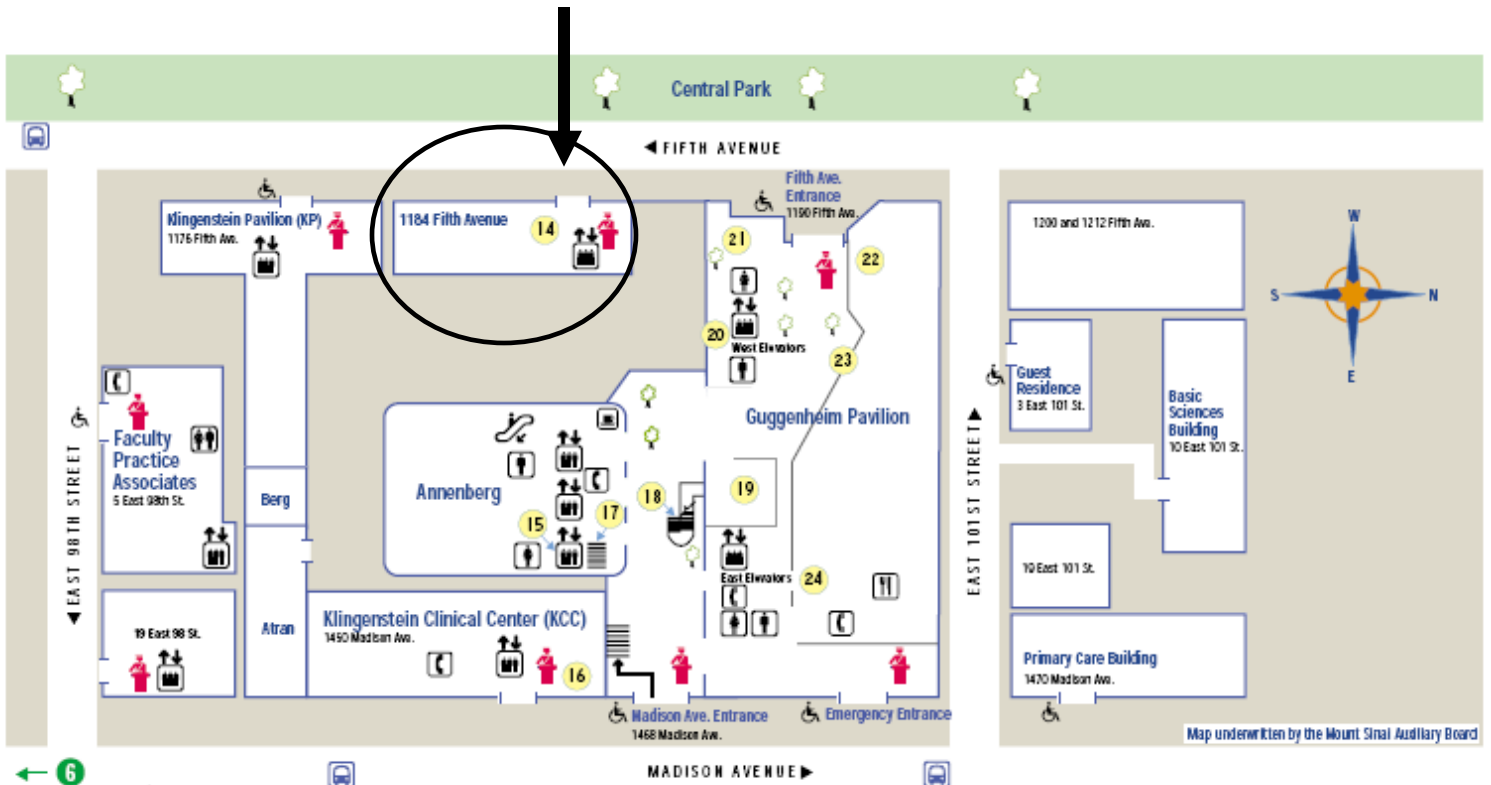 Central Park
◀ FIFTH AVENUE
Klingenstein Pavilion (KP)
1176 Fifth Ave.
1184 Fifth Avenue
14
Fifth Ave.
Entrance
1190 Fifth Ave.
21
22
20
West Elevators
23
Guggenheim Pavilion
1200 and 1212 Fifth Ave.
W
S
N
E
Guest
Residence
3 East 101 St.
Basic
Sciences
Building
10 East 101 St.
Faculty
Practice
Associates
5 East 98th St.
Berg
Annenberg
15
17
18
19
East Elevators
24
◀ EAST 98TH STREET
EAST 101ST STREET ▶
19 East 101 St.
19 East 98 St.
Atran
Klingenstein Clinical Center (KCC)
1450 Madison Ave.
16
Primary Care Building
1470 Madison Ave.
Madison Ave. Entrance
1468 Madison Ave.
Emergency Entrance
Map underwritten by the Mount Sinai Auxiliary Board
6
MADISON AVENUE ▶